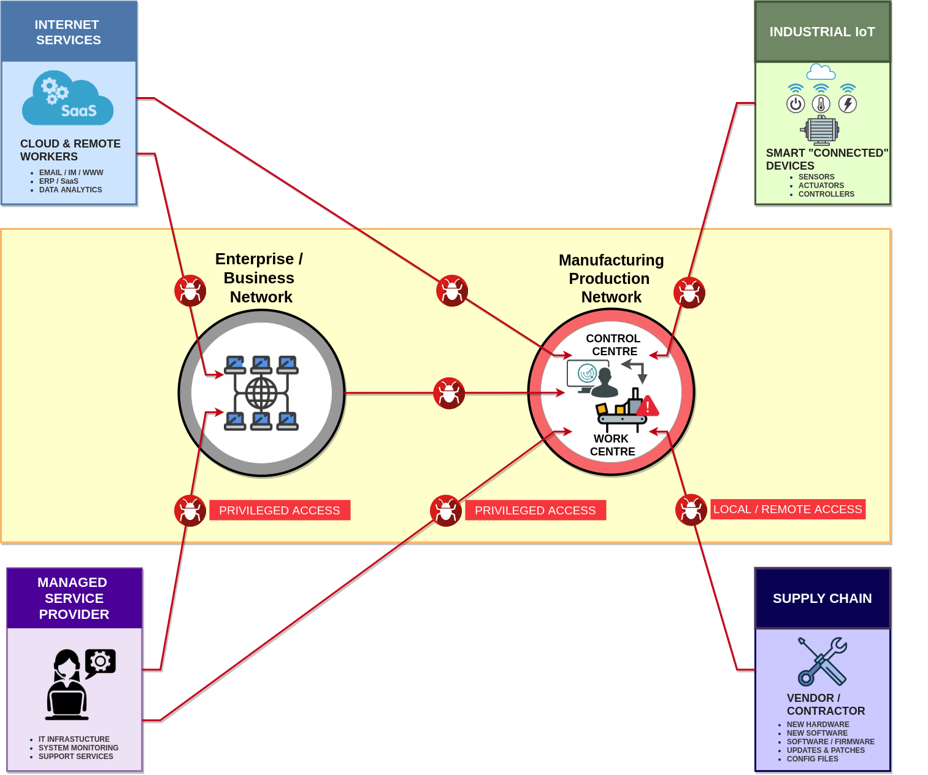 INTERNET
SERVICES
SaaS
CLOUD & REMOTE
WORKERS
EMAIL / IM / WWW
ERP / SaaS
DATA ANALYTICS
INDUSTRIAL IoT
SMART "CONNECTED"
DEVICES
SENSORS
ACTUATORS
CONTROLLERS
Enterprise /
Business
Network
Manufacturing
Production
Network
CONTROL
CENTRE
WORK
CENTRE
PRIVILEGED ACCESS
PRIVILEGED ACCESS
LOCAL / REMOTE ACCESS
MANAGED
SERVICE
PROVIDER
IT INFRASTUCTURE
SYSTEM MONITORING
SUPPORT SERVICES
SUPPLY CHAIN
VENDOR /
CONTRACTOR
NEW HARDWARE
NEW SOFTWARE
SOFTWARE / FIRMWARE
UPDATES & PATCHES
CONFIG FILES